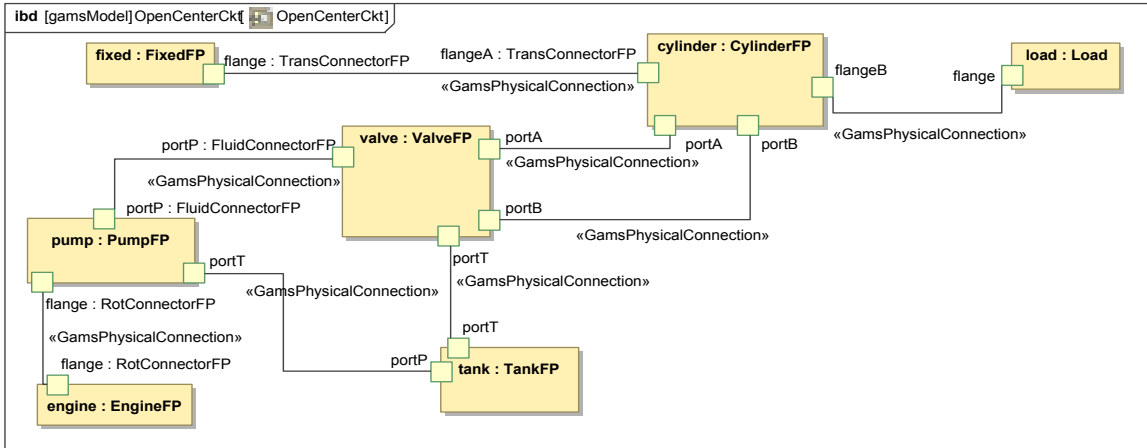 ibd [gamsModel]OpenCenterCkt[ OpenCenterCkt]
fixed : FixedFP
flange : TransConnectorFP
flangeA : TransConnectorFP
«GamsPhysicalConnection»
cylinder : CylinderFP
flangeB
flange
load : Load
«GamsPhysicalConnection»
portA
portB
valve : ValveFP
portA
«GamsPhysicalConnection»
portP : FluidConnectorFP
«GamsPhysicalConnection»
portP : FluidConnectorFP
portB
«GamsPhysicalConnection»
pump : PumpFP
portT
portT
«GamsPhysicalConnection»
«GamsPhysicalConnection»
flange : RotConnectorFP
«GamsPhysicalConnection»
portT
flange : RotConnectorFP
portP
tank : TankFP
engine : EngineFP